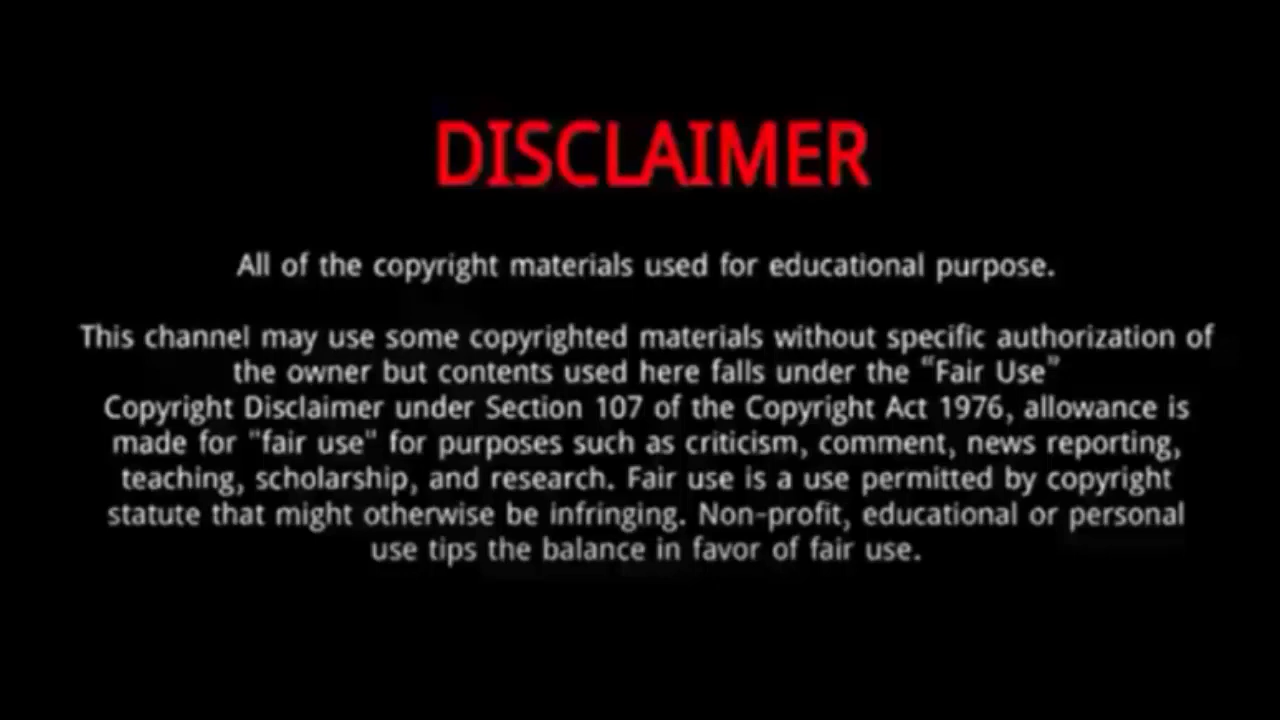 DISCLAIMER
All of the copyright materials used for educational purpose.
This channel may use some copyrighted materials without specific authorization of
the owner but contents used here falls under the “Fair Use”
Copyright Disclaimer under Section 107 of the Copyright Act 1976, allowance is
made for "fair use" for purposes such as criticism, comment, news reporting,
teaching, scholarship, and research. Fair use is a use permitted by copyright
statute that might otherwise be infringing. Non-profit, educational or personal
use tips the balance in favor of fair use.